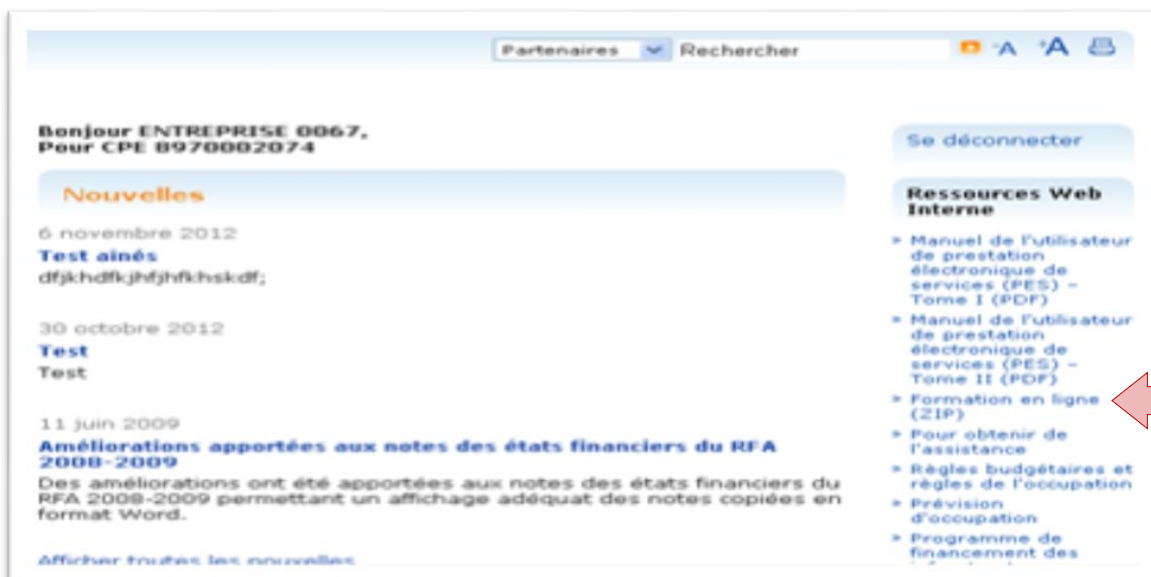 Partenaires Rechercher -A +A
Bonjour ENTREPRISE 0067,
Pour CPE 8970002074
Nouvelles
6 novembre 2012
Test aînés
dfjkhdfkjhfjhfkhskdf;
30 octobre 2012
Test
Test
11 juin 2009
Améliorations apportées aux notes des états financiers du RFA
2008-2009
Des améliorations ont été apportées aux notes des états financiers du
RFA 2008-2009 permettant un affichage adéquat des notes copiées en
format Word.
Afficher toutes les nouvelles
Se déconnecter
Ressources Web
Interne
» Manuel de l'utilisateur
de prestation
électronique de
services (PES) –
Tome I (PDF)
» Manuel de l'utilisateur
de prestation
électronique de
services (PES) –
Tome II (PDF)
» Formation en ligne
(ZIP)
» Pour obtenir de
l'assistance
» Règles budgétaires et
règles de l'occupation
» Prévision
d'occupation
» Programme de
financement des